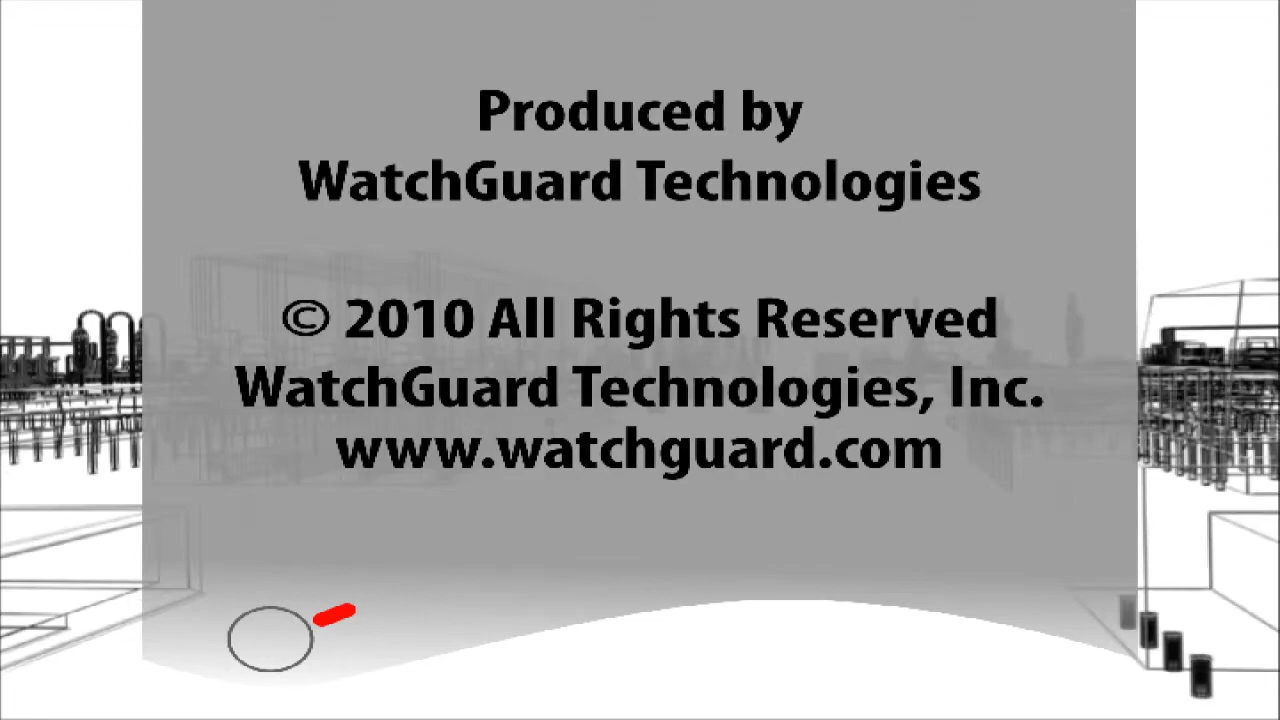 Produced by
WatchGuard Technologies
© 2010 All Rights Reserved
WatchGuard Technologies, Inc.
www.watchguard.com